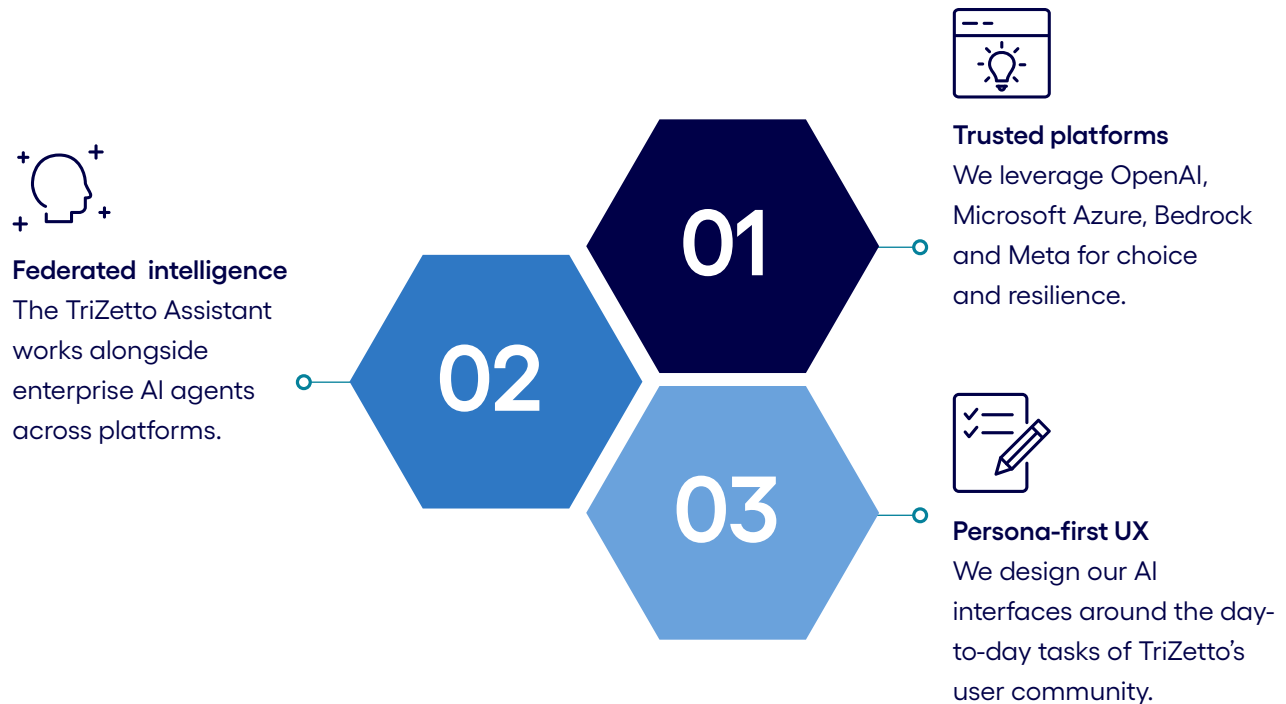 01
Trusted platforms
We leverage OpenAI,
Microsoft Azure, Bedrock
and Meta for choice
and resilience.
02
Federated intelligence
The TriZetto Assistant
works alongside
enterprise AI agents
across platforms.
03
Persona-first UX
We design our AI
interfaces around the day-
to-day tasks of TriZetto’s
user community.